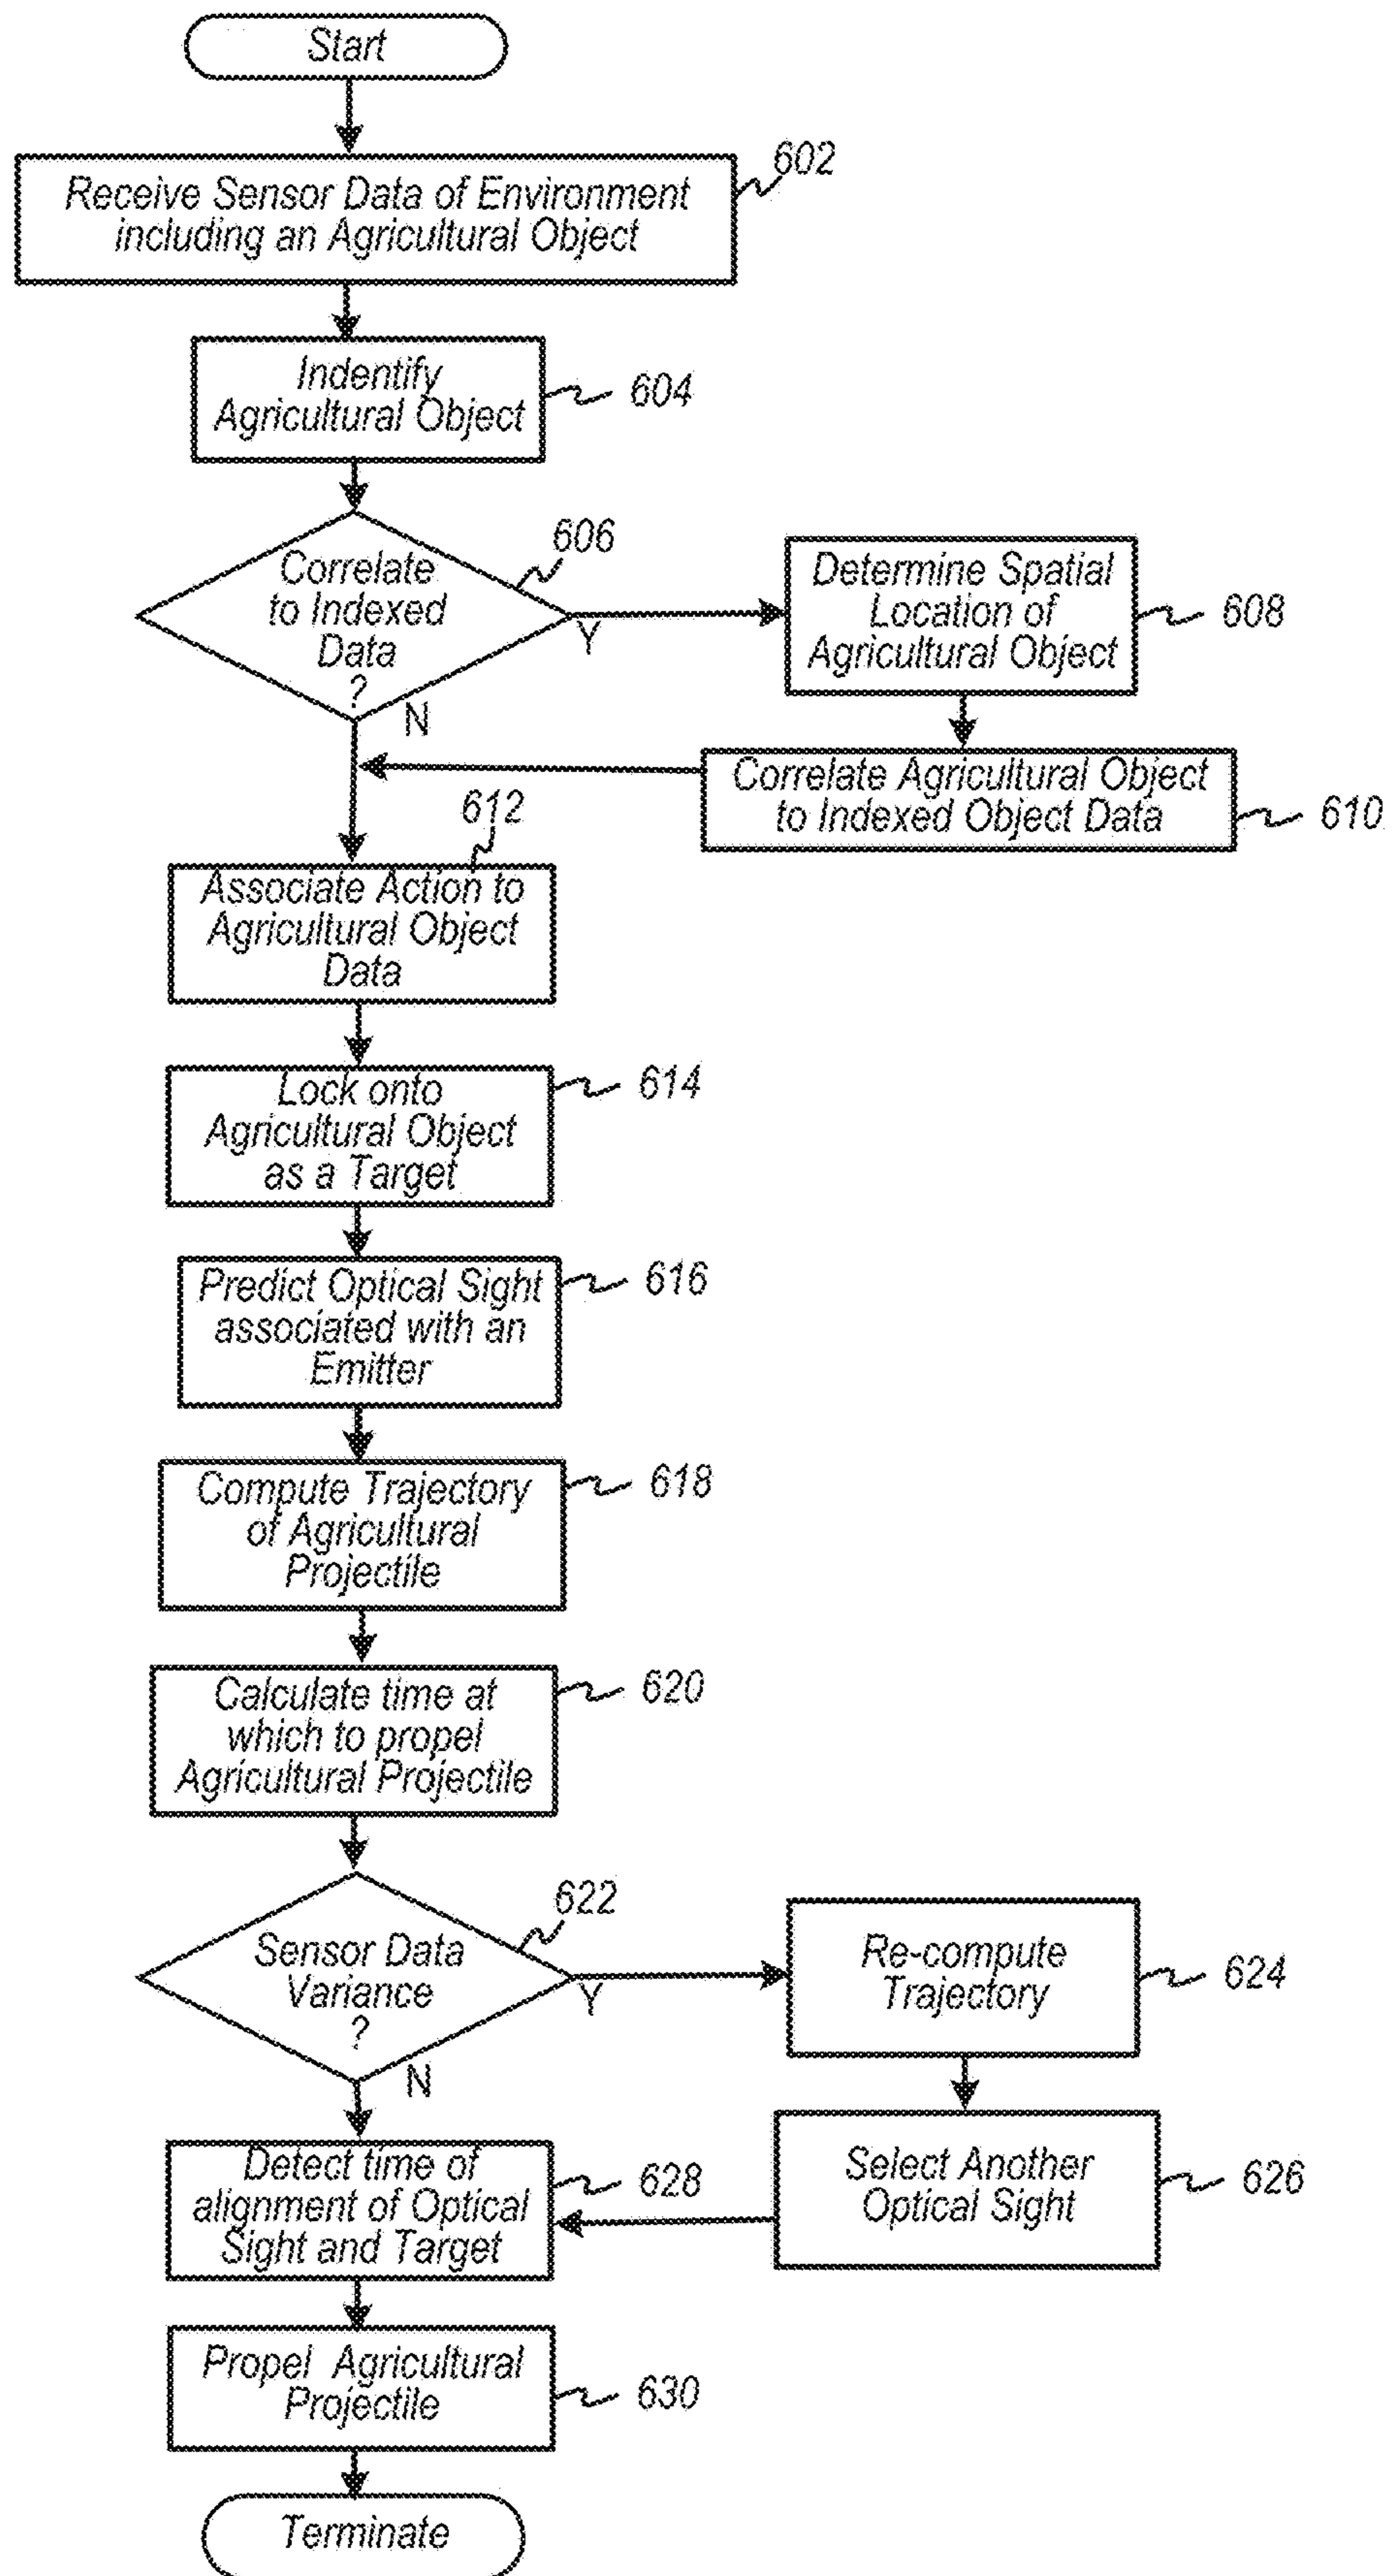 Start
602
Receive Sensor Data of Environment
including an Agricultural Object
Indentify
Agricultural Object
604
606
Correlate
to Indexed
Data
?
Y
N
Determine Spatial
Location of
Agricultural Object
608
Correlate Agricultural Object
to Indexed Object Data
610
612
Associate Action to
Agricultural Object
Data
Lock onto
Agricultural Object
as a Target
614
Predict Optical Sight
associated with an
Emitter
616
Compute Trajectory
of Agricultural
Projectile
618
Calculate time at
which to propel
Agricultural Projectile
620
622
Sensor Data
Variance
?
Y
N
Re-compute
Trajectory
624
Select Another
Optical Sight
626
Detect time of
alignment of Optical
Sight and Target
628
Propel Agricultural
Projectile
630
Terminate